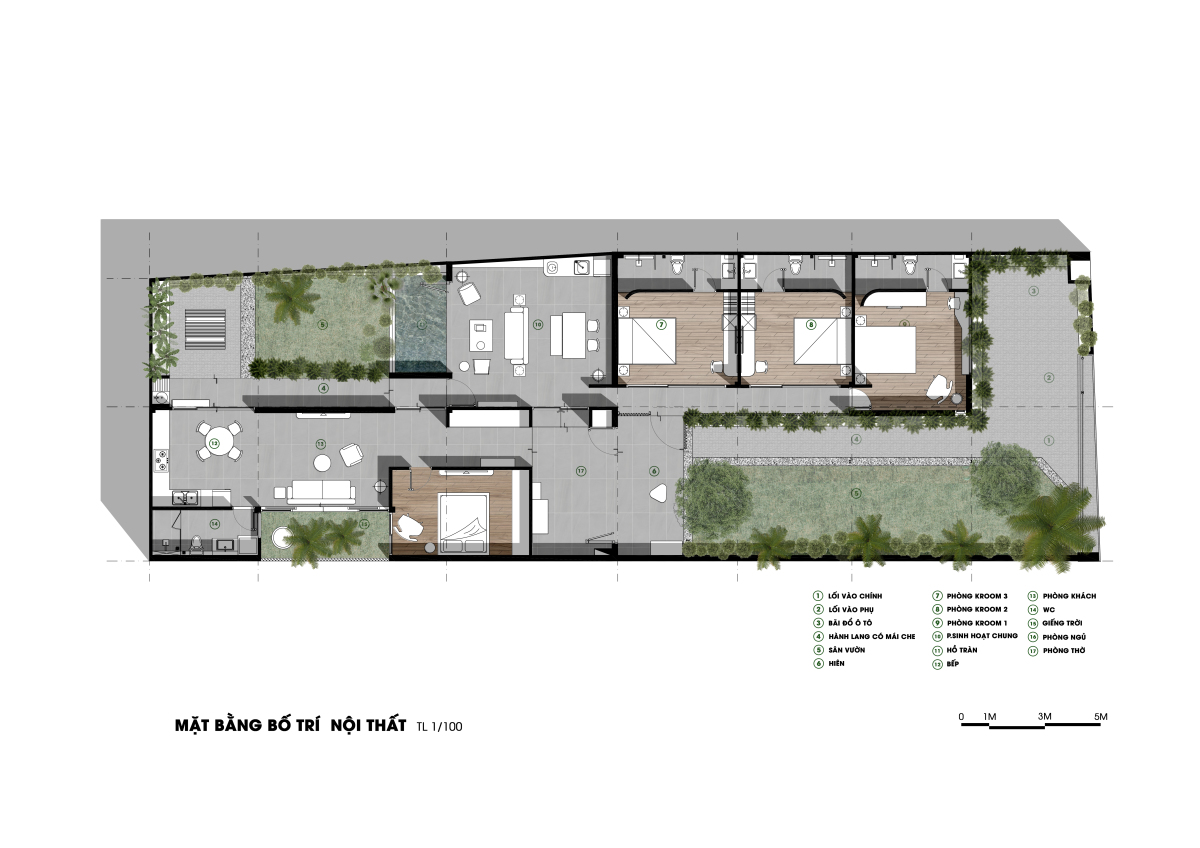 3
5
10
7
8
9
2
4
12
13
17
6
4
1
5
14
15
1 LỐI VÀO CHÍNH
2 LỐI VÀO PHỤ
3 BÃI ĐỖ Ô TÔ
4 HÀNH LANG CÓ MÁI CHE
5 SÂN VƯỜN
6 HIÊN
7 PHÒNG KROOM 3
8 PHÒNG KROOM 2
9 PHÒNG KROOM 1
10 P.SINH HOẠT CHUNG
11 HỒ TRÀN
12 BẾP
13 PHÒNG KHÁCH
14 WC
15 GIẾNG TRỜI
16 PHÒNG NGỦ
17 PHÒNG THỜ
MẶT BẰNG BỐ TRÍ NỘI THẤT TL 1/100
0 1M 3M 5M